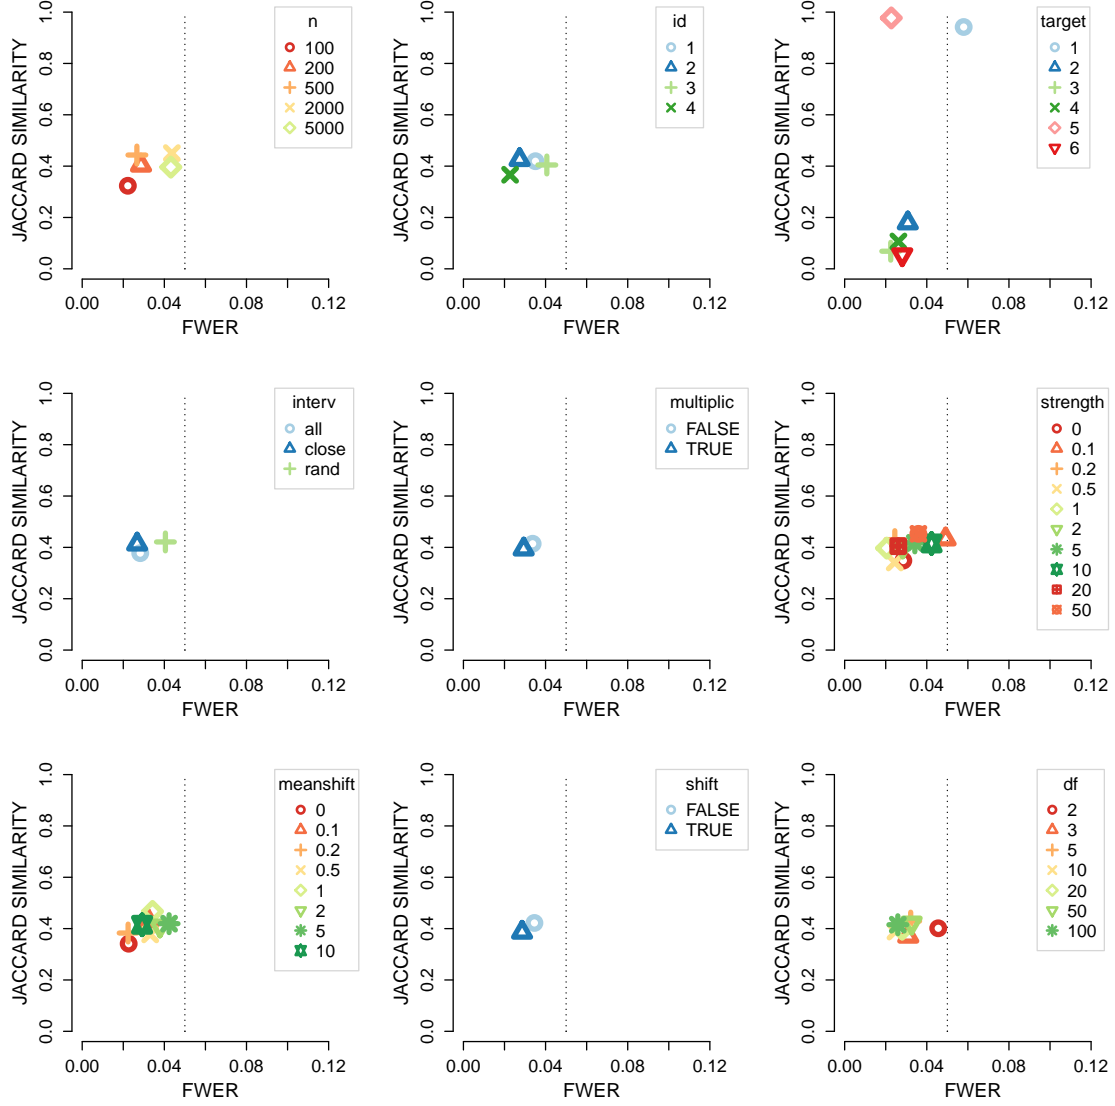 n
100
200
500
2000
5000
JACCARD SIMILARITY
0.0 0.2 0.4 0.6 0.8 1.0
0.00 0.04 0.08 0.12
FWER
id
1
2
3
4
JACCARD SIMILARITY
0.0 0.2 0.4 0.6 0.8 1.0
0.00 0.04 0.08 0.12
FWER
target
1
2
3
4
5
6
JACCARD SIMILARITY
0.0 0.2 0.4 0.6 0.8 1.0
0.00 0.04 0.08 0.12
FWER
interv
all
close
rand
JACCARD SIMILARITY
0.0 0.2 0.4 0.6 0.8 1.0
0.00 0.04 0.08 0.12
FWER
multiplic
FALSE
TRUE
JACCARD SIMILARITY
0.0 0.2 0.4 0.6 0.8 1.0
0.00 0.04 0.08 0.12
FWER
strength
0
0.1
0.2
0.5
1
2
5
10
20
50
JACCARD SIMILARITY
0.0 0.2 0.4 0.6 0.8 1.0
0.00 0.04 0.08 0.12
FWER
meanshift
0
0.1
0.2
0.5
1
2
5
10
JACCARD SIMILARITY
0.0 0.2 0.4 0.6 0.8 1.0
0.00 0.04 0.08 0.12
FWER
shift
FALSE
TRUE
JACCARD SIMILARITY
0.0 0.2 0.4 0.6 0.8 1.0
0.00 0.04 0.08 0.12
FWER
df
2
3
5
10
20
50
100
JACCARD SIMILARITY
0.0 0.2 0.4 0.6 0.8 1.0
0.00 0.04 0.08 0.12
FWER